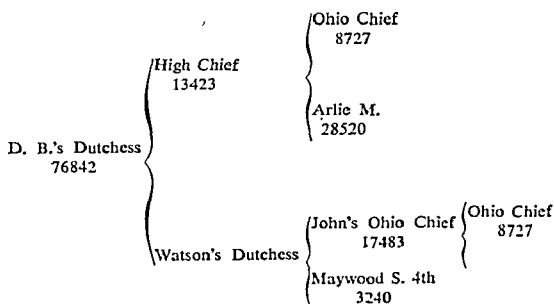 Ohio Chief
8727
High Chief
13423
Arlie M.
28520
D. B.'s Dutchess
76842
John's Ohio Chief
17483
Ohio Chief
8727
Watson's Dutchess
Maywood S. 4th
3240